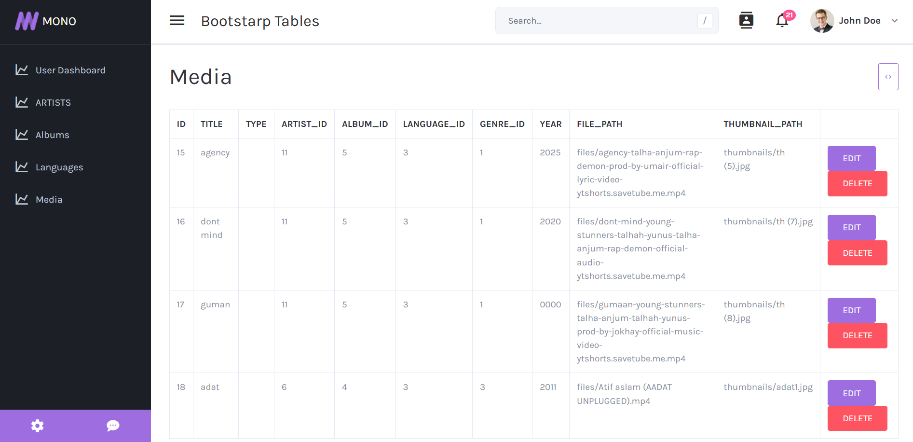 MONO
Bootstarp Tables
Search...
/
21
John Doe
User Dashboard
ARTISTS
Albums
Languages
Media
Media
ID TITLE TYPE ARTIST_ID ALBUM_ID LANGUAGE_ID GENRE_ID YEAR FILE_PATH THUMBNAIL_PATH
15 agency 11 5 3 1 2025 files/agency-talha-anjum-rap- thumbnails/th EDIT
demon-prod-by-umair-official- (5).jpg
lyric-video- DELETE
ytshorts.savetube.me.mp4
16 dont 11 5 3 1 2020 files/dont-mind-young- thumbnails/th (7).jpg EDIT
mind stunners-talhah-yunus-talha-
anjum-rap-demon-official- DELETE
audio-
ytshorts.savetube.me.mp4
17 guman 11 5 3 1 0000 files/gumaan-young-stunners- thumbnails/th EDIT
talha-anjum-talhah-yunus- (8).jpg
prod-by-jokhay-official-music- DELETE
video-
ytshorts.savetube.me.mp4
18 adat 6 4 3 3 2011 files/Atif aslam (AADAT thumbnails/adat1.jpg EDIT
UNPLUGGED).mp4
DELETE